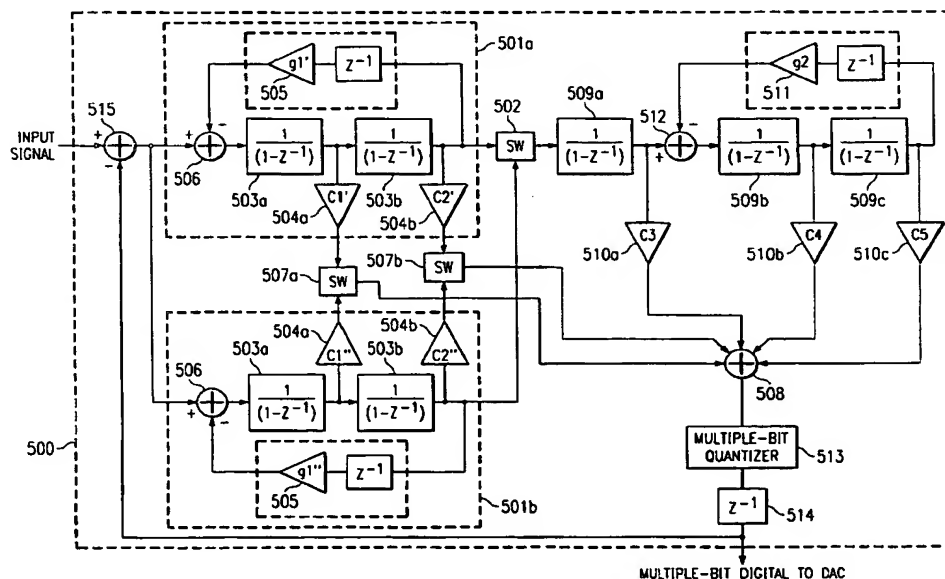 501a
g1'
505
Z⁻¹
515
INPUT
SIGNAL
+
−
+
−
506
1
(1-Z⁻¹)
503a
1
(1-Z⁻¹)
503b
C1'
504a
C2'
504b
502
SW
509a
1
(1-Z⁻¹)
512
−
+
g2
511
Z⁻¹
1
(1-Z⁻¹)
509b
1
(1-Z⁻¹)
509c
C3
510a
C4
510b
C5
510c
507a
SW
507b
SW
504a
C1''
504b
C2''
503a
1
(1-Z⁻¹)
503b
1
(1-Z⁻¹)
506
+
−
g1''
505
Z⁻¹
501b
500
508
MULTIPLE-BIT
QUANTIZER
513
Z⁻¹
514
MULTIPLE-BIT DIGITAL TO DAC